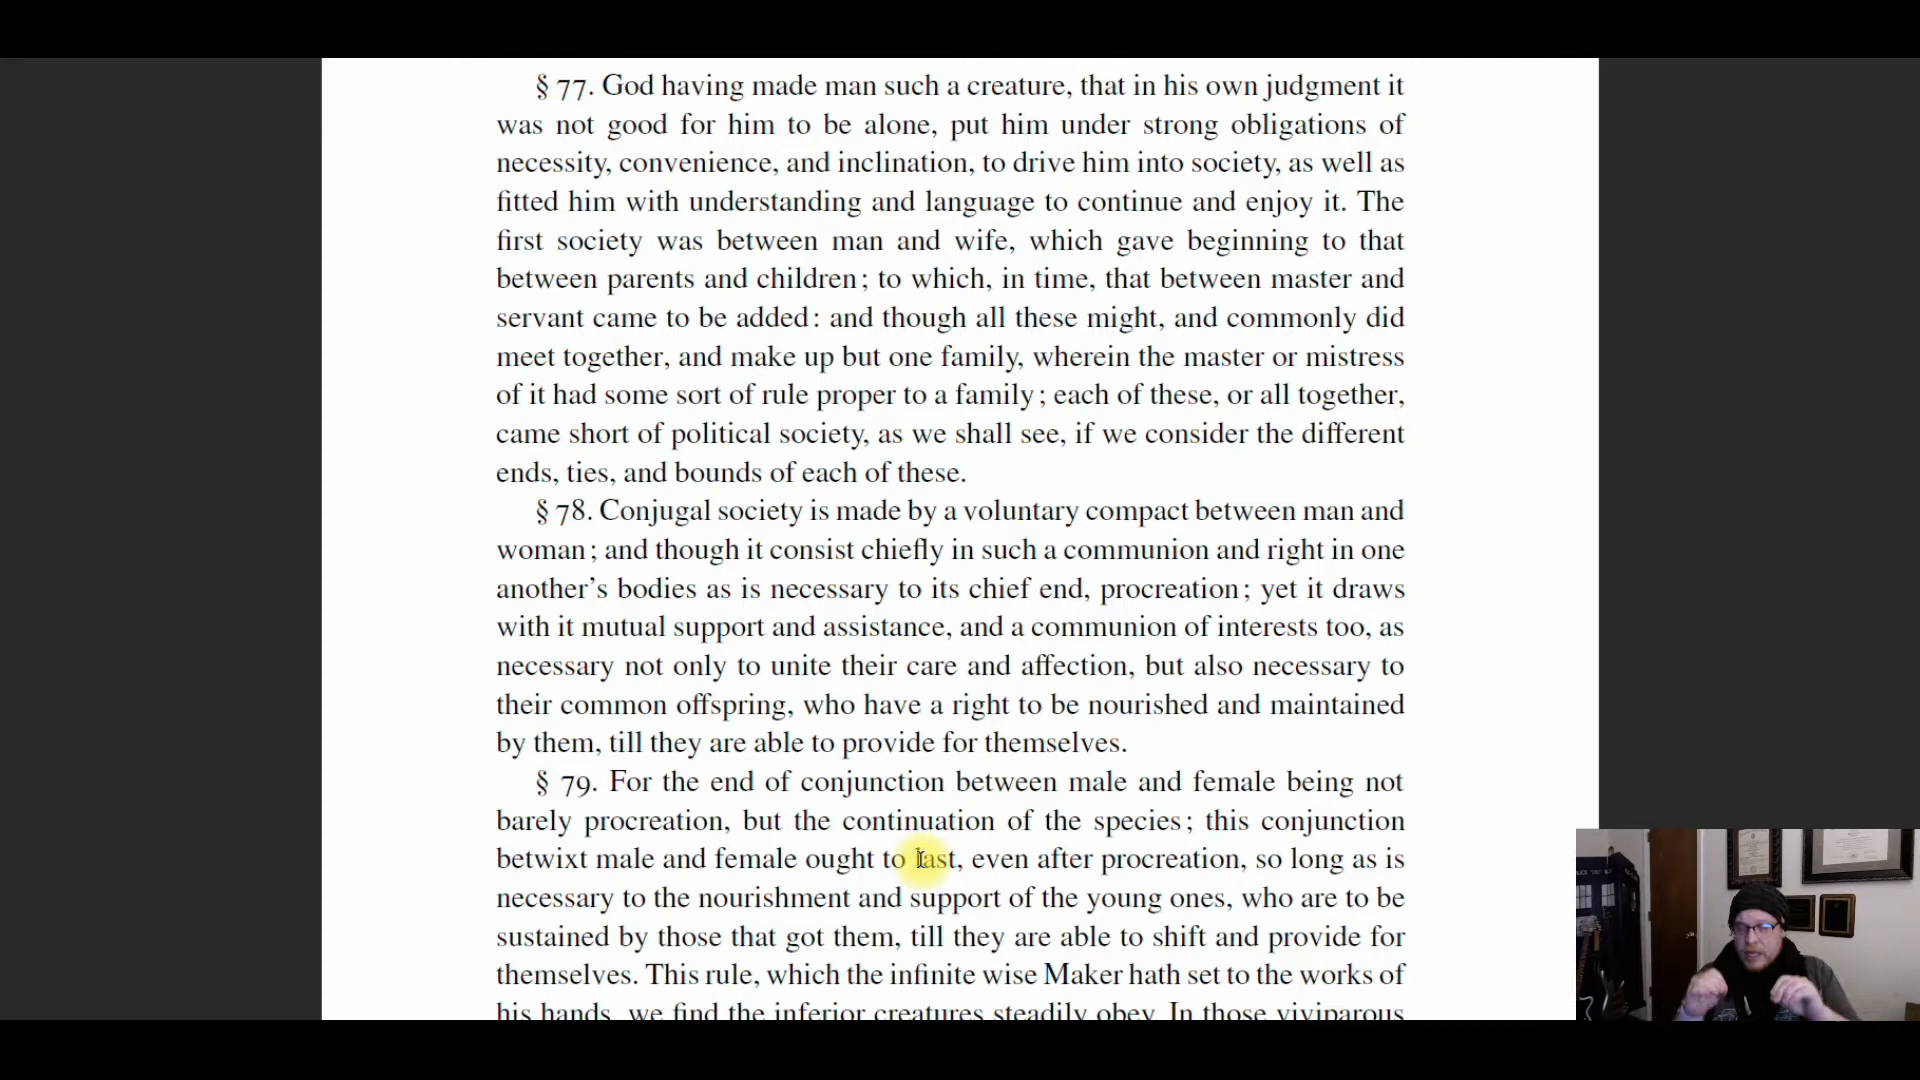 § 77. God having made man such a creature, that in his own judgment it
was not good for him to be alone, put him under strong obligations of
necessity, convenience, and inclination, to drive him into society, as well as
fitted him with understanding and language to continue and enjoy it. The
first society was between man and wife, which gave beginning to that
between parents and children; to which, in time, that between master and
servant came to be added: and though all these might, and commonly did
meet together, and make up but one family, wherein the master or mistress
of it had some sort of rule proper to a family; each of these, or all together,
came short of political society, as we shall see, if we consider the different
ends, ties, and bounds of each of these.
§ 78. Conjugal society is made by a voluntary compact between man and
woman; and though it consist chiefly in such a communion and right in one
another's bodies as is necessary to its chief end, procreation; yet it draws
with it mutual support and assistance, and a communion of interests too, as
necessary not only to unite their care and affection, but also necessary to
their common offspring, who have a right to be nourished and maintained
by them, till they are able to provide for themselves.
§ 79. For the end of conjunction between male and female being not
barely procreation, but the continuation of the species; this conjunction
betwixt male and female ought to last, even after procreation, so long as is
necessary to the nourishment and support of the young ones, who are to be
sustained by those that got them, till they are able to shift and provide for
themselves. This rule, which the infinite wise Maker hath set to the works of
his hands, we find the inferior creatures steadily obey. In those viviparous